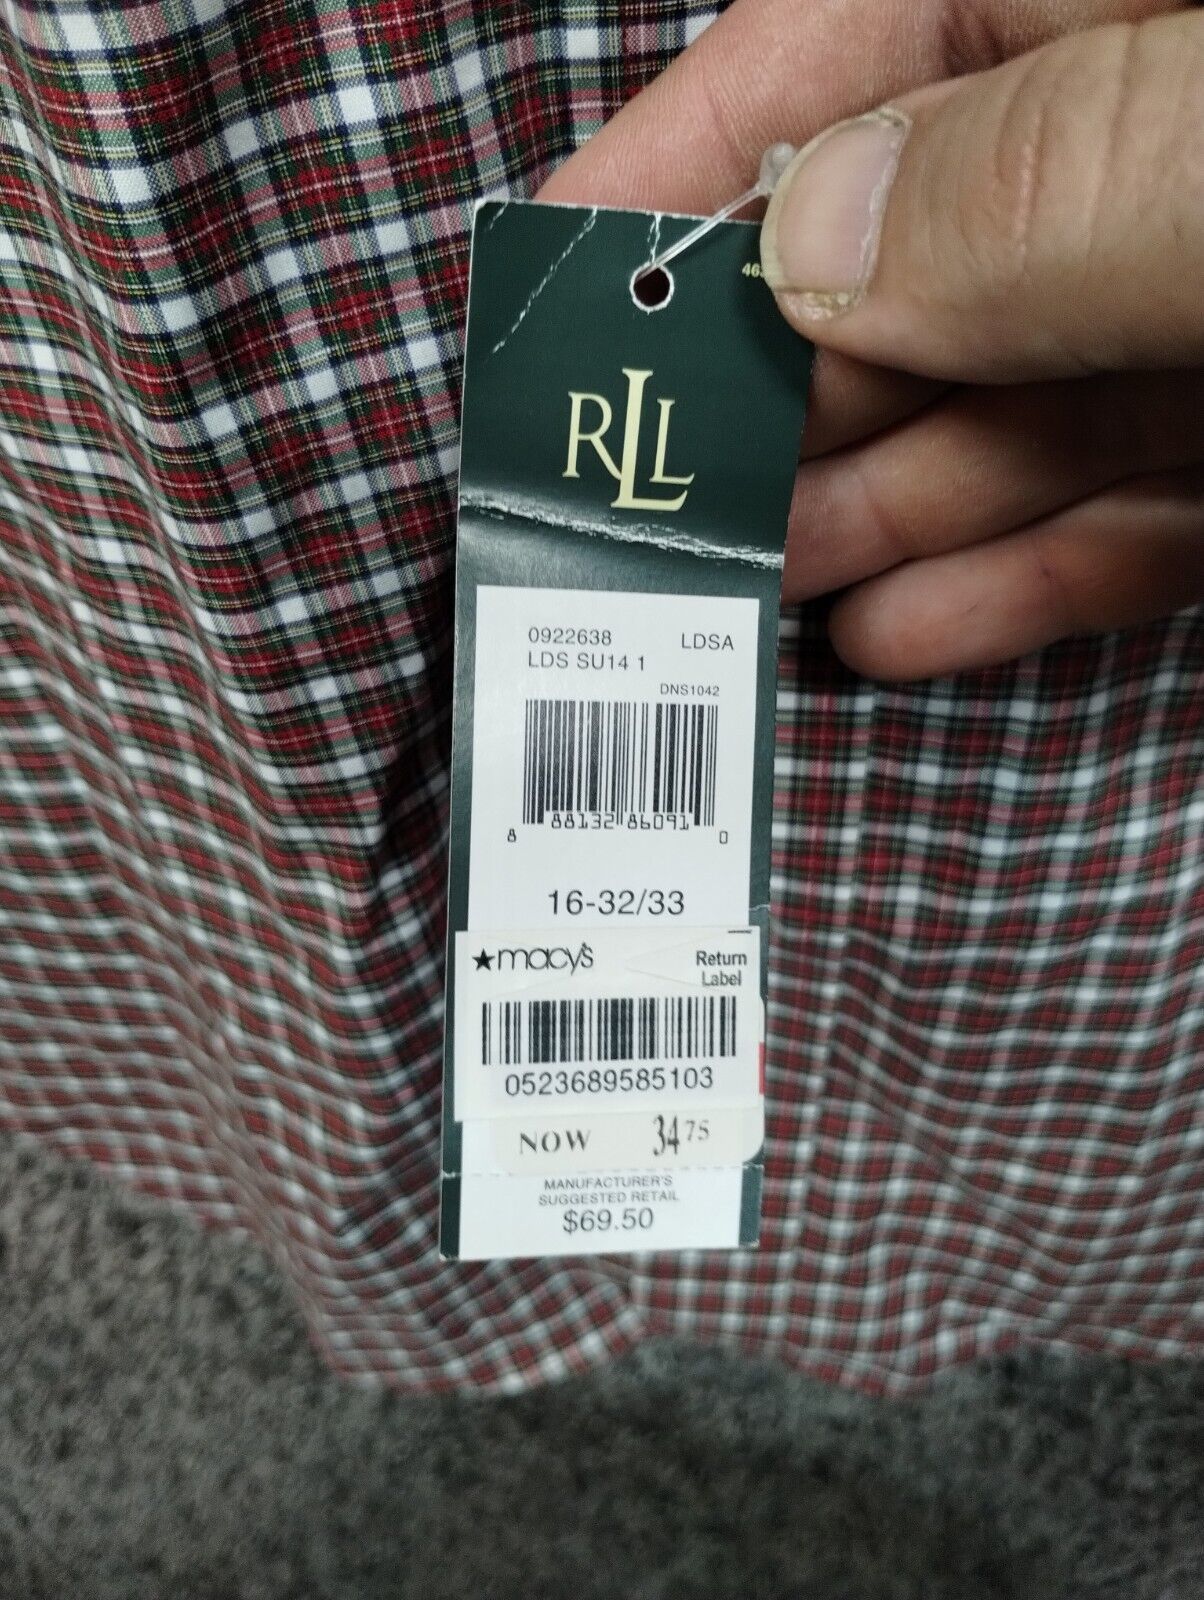 RLL
0922638 LDSA
LDS SU14 1
DNS1042
8 88132 86091 0
16-32/33
★macy's Return
Label
0523689585103
NOW 34 75
MANUFACTURER'S
SUGGESTED RETAIL
$69.50